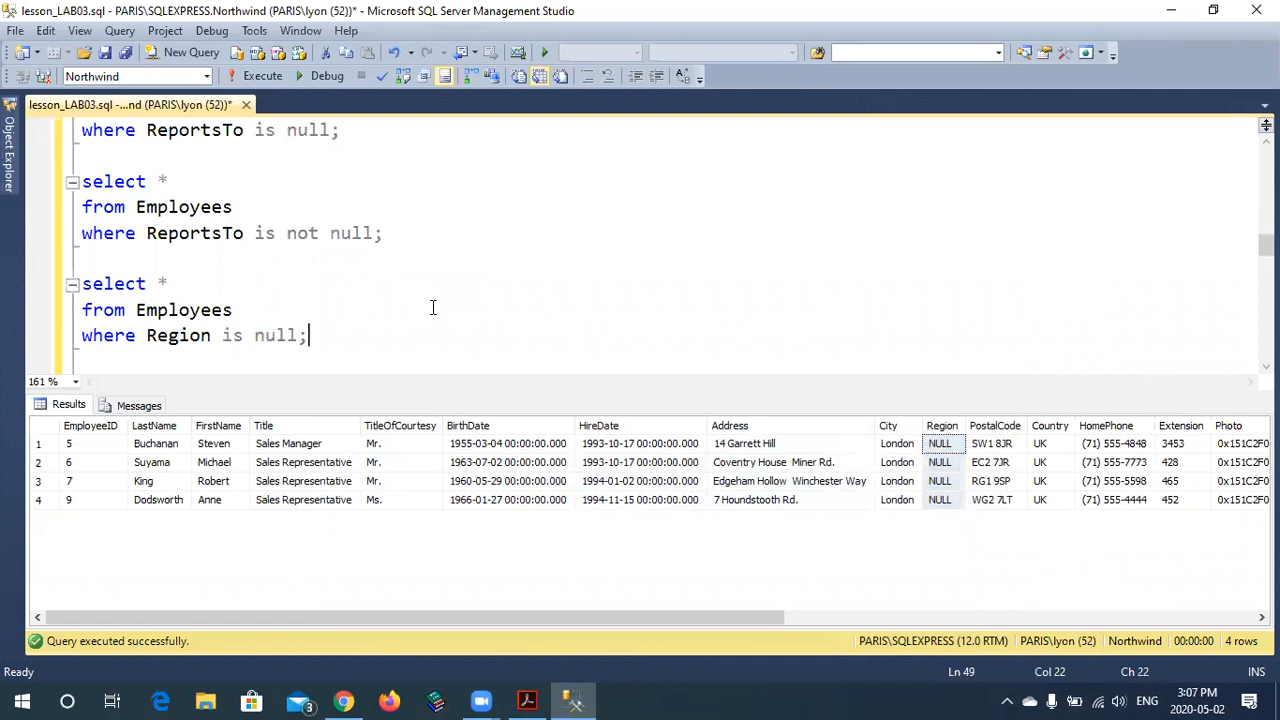 lesson_LAB03.sql - PARIS\SQLEXPRESS.Northwind (PARIS\lyon (52))* - Microsoft SQL Server Management Studio
File Edit View Query Project Debug Tools Window Help
New Query
Northwind Execute Debug
lesson_LAB03.sql -...nd (PARIS\lyon (52))*
Object Explorer
where ReportsTo is null;
select *
from Employees
where ReportsTo is not null;
select *
from Employees
where Region is null;
161 %
Results Messages
EmployeeID LastName FirstName Title TitleOfCourtesy BirthDate HireDate Address City Region PostalCode Country HomePhone Extension Photo
1 5 Buchanan Steven Sales Manager Mr. 1955-03-04 00:00:00.000 1993-10-17 00:00:00.000 14 Garrett Hill London NULL SW1 8JR UK (71) 555-4848 3453 0x151C2F0
2 6 Suyama Michael Sales Representative Mr. 1963-07-02 00:00:00.000 1993-10-17 00:00:00.000 Coventry House Miner Rd. London NULL EC2 7JR UK (71) 555-7773 428 0x151C2F0
3 7 King Robert Sales Representative Mr. 1960-05-29 00:00:00.000 1994-01-02 00:00:00.000 Edgeham Hollow Winchester Way London NULL RG1 9SP UK (71) 555-5598 465 0x151C2F0
4 9 Dodsworth Anne Sales Representative Ms. 1966-01-27 00:00:00.000 1994-11-15 00:00:00.000 7 Houndstooth Rd. London NULL WG2 7LT UK (71) 555-4444 452 0x151C2F0
Query executed successfully. PARIS\SQLEXPRESS (12.0 RTM) PARIS\lyon (52) Northwind 00:00:00 4 rows
Ready Ln 49 Col 22 Ch 22 INS
3 ENG 3:07 PM
2020-05-02